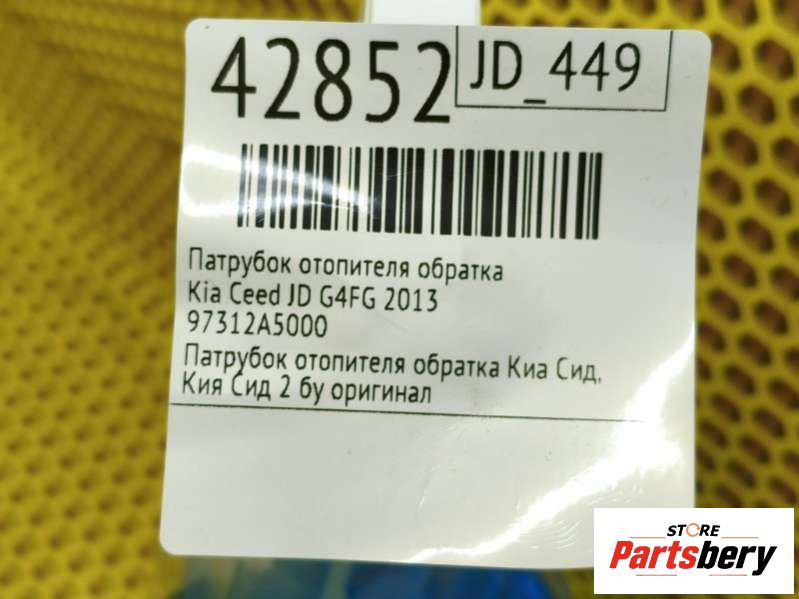 42852
JD_449
Патрубок отопителя обратка
Kia Ceed JD G4FG 2013
97312A5000
Патрубок отопителя обратка Киа Сид,
Кия Сид 2 бу оригинал
STORE
Partsbery